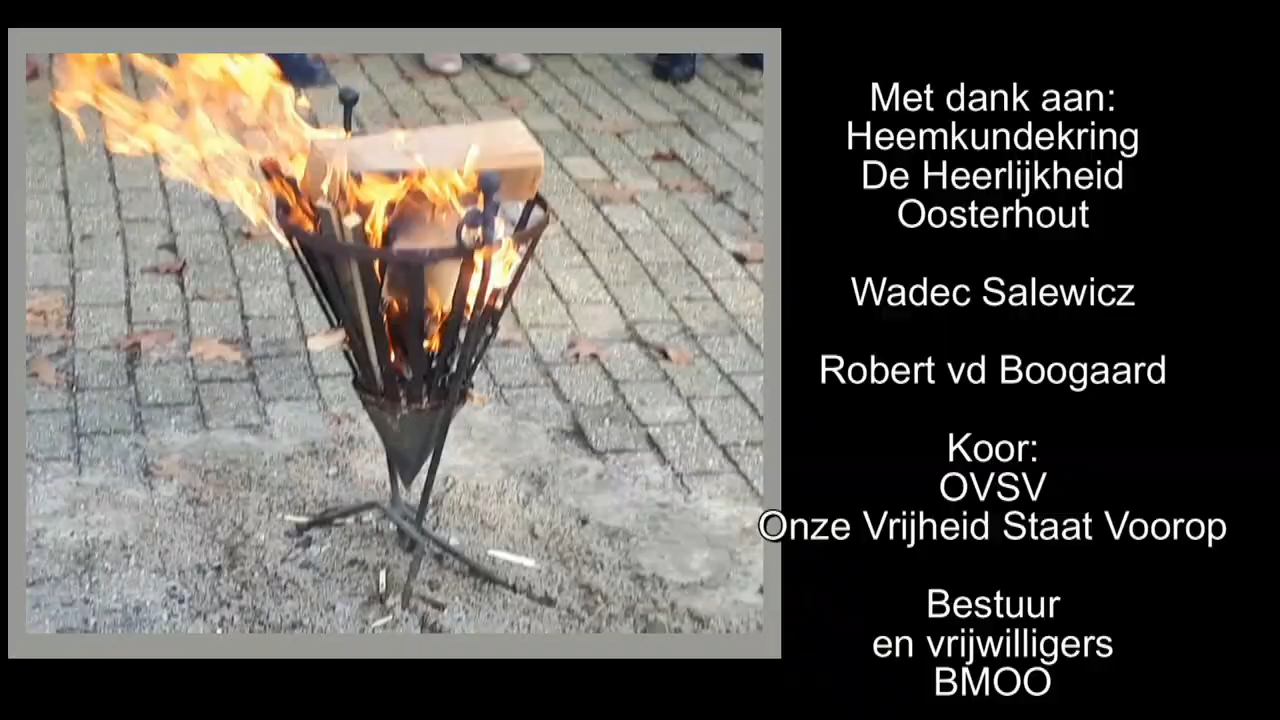 Met dank aan:
Heemkundekring
De Heerlijkheid
Oosterhout
Wadec Salewicz
Robert vd Boogaard
Koor:
OVSV
Onze Vrijheid Staat Voorop
Bestuur
en vrijwilligers
BMOO